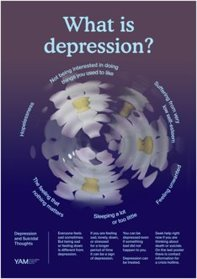 What is
depression?
Not being interested in doing
things you used to like
Suffering from very
low self-esteem
Hopelessness
Feeling unwanted
The feeling that
nothing matters
Sleeping a lot
or too little
Depression
and Suicidal
Thoughts
Everyone feels
sad sometimes.
But being sad
or feeling down
is different from
depression.
If you are feeling
sad, lonely, down,
or stressed
for a longer
period of time
it can be a sign
of depression.
You can be
depressed even
if something
bad did not
happen to you.
Depression can
be treated.
Seek help right
now if you are
thinking about
death or suicide.
On the last poster
there is contact
information for
a crisis hotline.
YAM